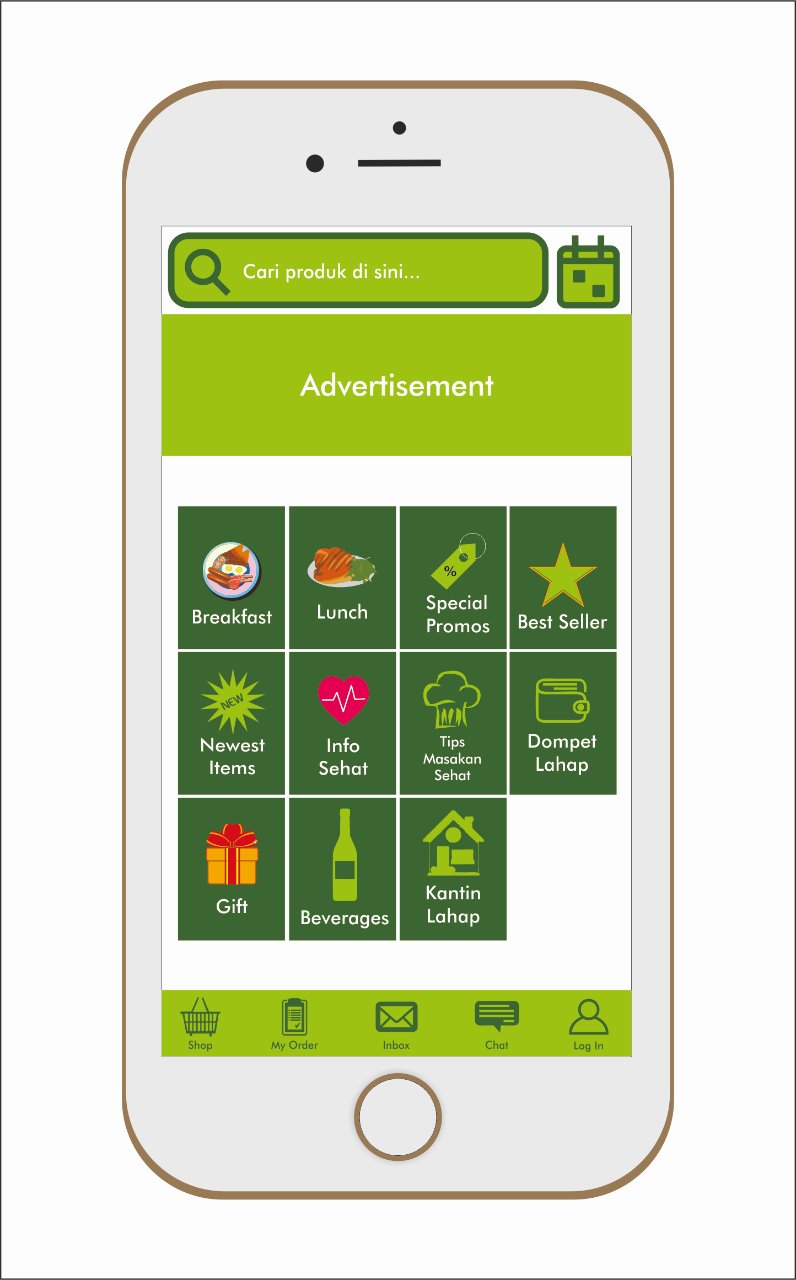 Cari produk di sini...
Advertisement
%
Breakfast
Lunch
Special
Promos
Best Seller
NEW
Newest
Items
Info
Sehat
Tips
Masakan
Sehat
Dompet
Lahap
Gift
Beverages
Kantin
Lahap
Shop
My Order
Inbox
Chat
Log In